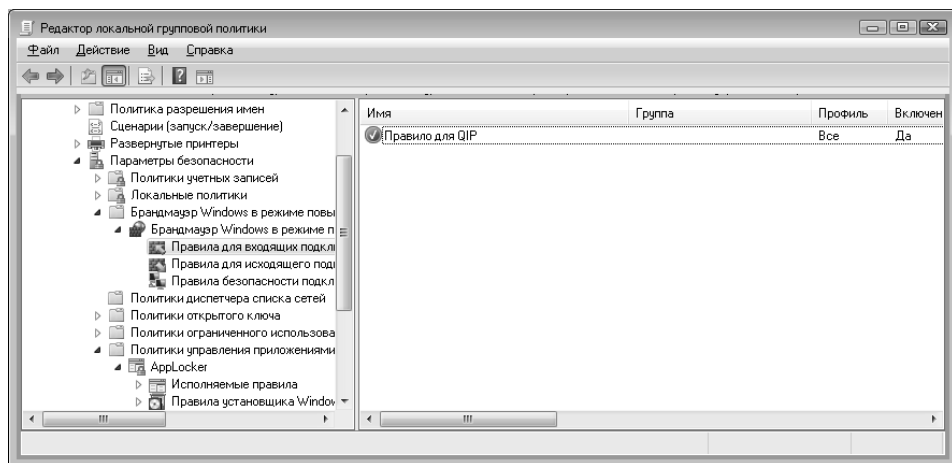 Редактор локальной групповой политики
Файл Действие Вид Справка
Политика разрешения имен
Сценарии (запуск/завершение)
Развернутые принтеры
Параметры безопасности
Политики учетных записей
Локальные политики
Брандмауэр Windows в режиме повы
Брандмауэр Windows в режиме п
Правила для входящих подкл
Правила для исходящего под
Правила безопасности подкл
Политики диспетчера списка сетей
Политики открытого ключа
Политики ограниченного использова
Политики управления приложениями
AppLocker
Исполняемые правила
Правила установщика Window
Имя Группа Профиль Включен
Правило для QIP Все Да